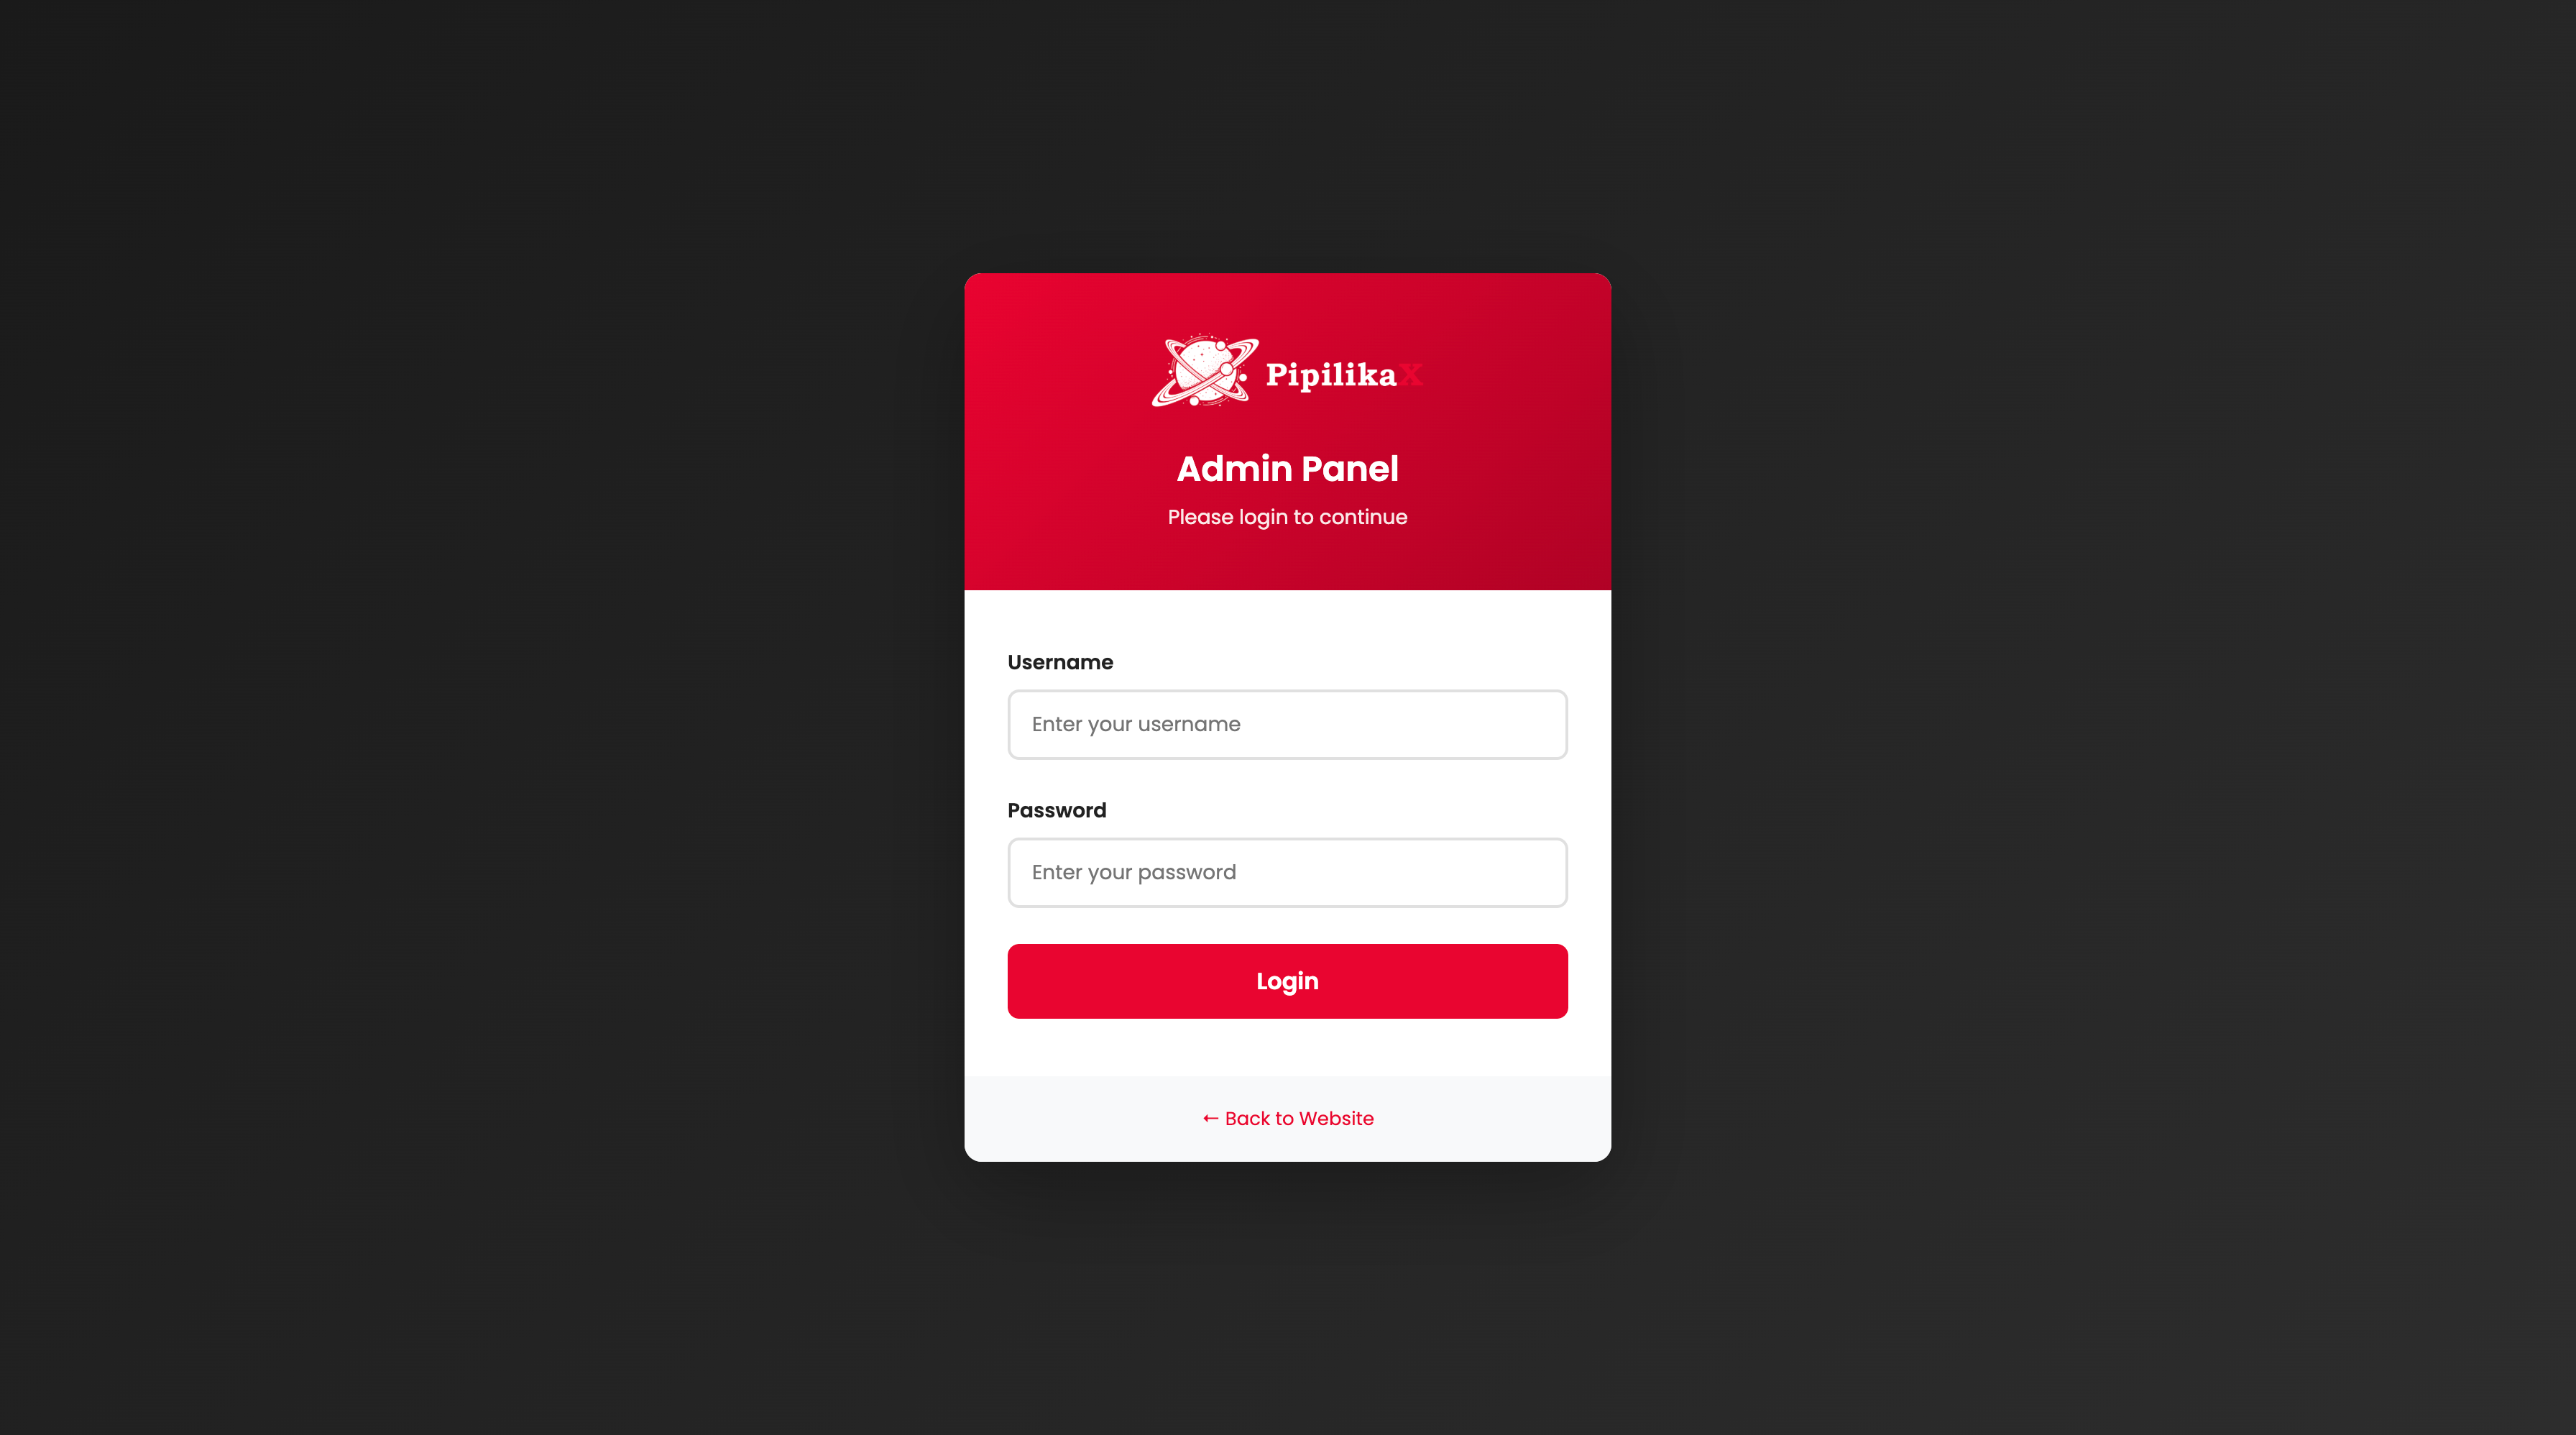 PipilikaX
Admin Panel
Please login to continue
Username
Enter your username
Password
Enter your password
Login
← Back to Website